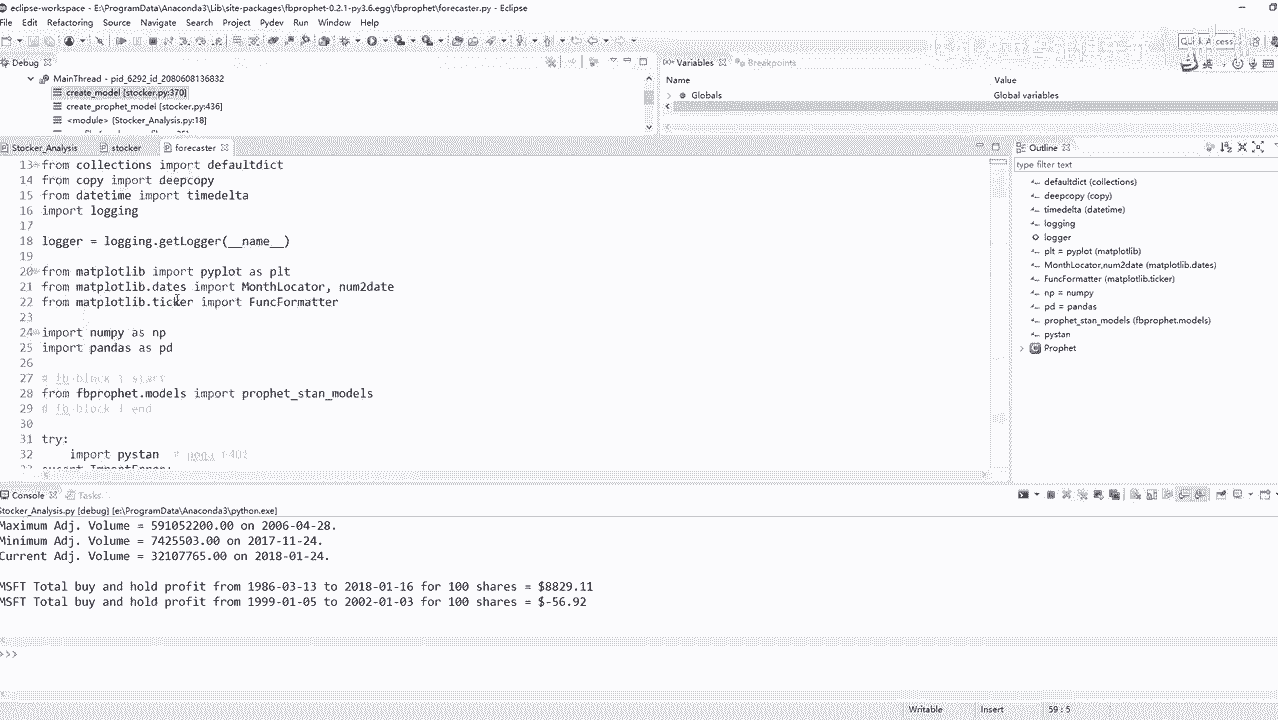 eclipse-workspace - E:\ProgramData\Anaconda3\Lib\site-packages\fbprophet-0.2.1-py3.6.egg\fbprophet\forecaster.py - Eclipse
File Edit Refactoring Source Navigate Search Project Pydev Run Window Help
Debug
MainThread - pid_6292_id_2080608136832
create_model [stocker.py:370]
create_prophet_model [stocker.py:436]
<module> [Stocker_Analysis.py:18]
Variables Breakpoints
Name Value
Globals Global variables
Stocker_Analysis stocker forecaster
13 from collections import defaultdict
14 from copy import deepcopy
15 from datetime import timedelta
16 import logging
17
18 logger = logging.getLogger(__name__)
19
20 from matplotlib import pyplot as plt
21 from matplotlib.dates import MonthLocator, num2date
22 from matplotlib.ticker import FuncFormatter
23
24 import numpy as np
25 import pandas as pd
26
27 # fb-block 1 start
28 from fbprophet.models import prophet_stan_models
29 # fb-block 1 end
30
31 try:
32 import pystan # noqa F401
Outline
type filter text
defaultdict (collections)
deepcopy (copy)
timedelta (datetime)
logging
logger
plt = pyplot (matplotlib)
MonthLocator,num2date (matplotlib.dates)
FuncFormatter (matplotlib.ticker)
np = numpy
pd = pandas
prophet_stan_models (fbprophet.models)
pystan
Prophet
Console Tasks
Stocker_Analysis.py [debug] [e:\ProgramData\Anaconda3\python.exe]
Maximum Adj. Volume = 591052200.00 on 2006-04-28.
Minimum Adj. Volume = 7425503.00 on 2017-11-24.
Current Adj. Volume = 32107765.00 on 2018-01-24.
MSFT Total buy and hold profit from 1986-03-13 to 2018-01-16 for 100 shares = $8829.11
MSFT Total buy and hold profit from 1999-01-05 to 2002-01-03 for 100 shares = $-56.92
>>>
Writable Insert 59 : 5